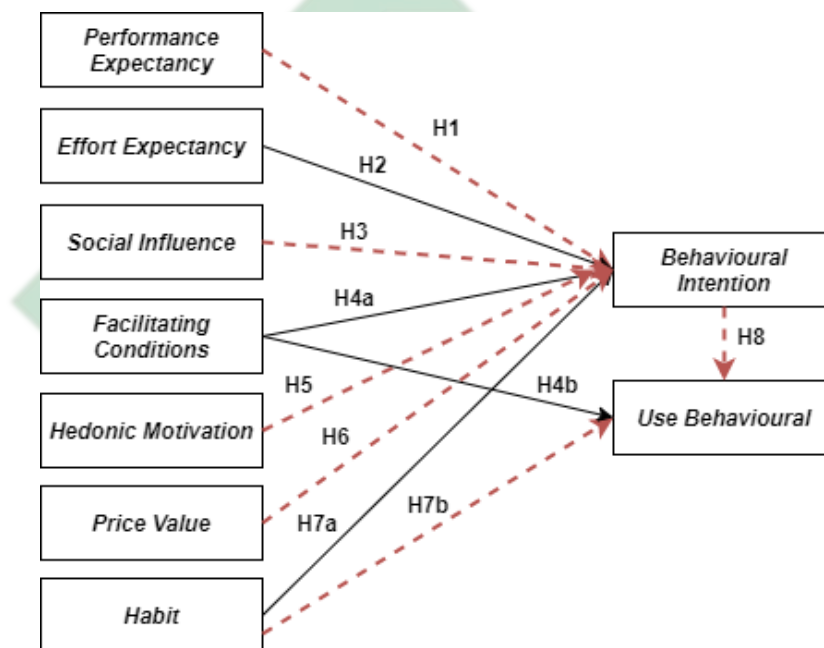 Performance
Expectancy
H1
Effort Expectancy
H2
Social Influence
H3
Behavioural
Intention
H4a
Facilitating
Conditions
H8
H5
H4b
Hedonic Motivation
H6
Use Behavioural
Price Value
H7a
H7b
Habit